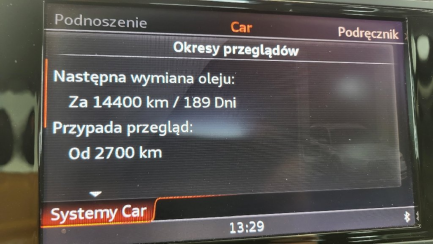 Podnoszenie
Car
Podręcznik
Okresy przeglądów
Następna wymiana oleju:
Za 14400 km / 189 Dni
Przypada przegląd:
Od 2700 km
Systemy Car
13:29